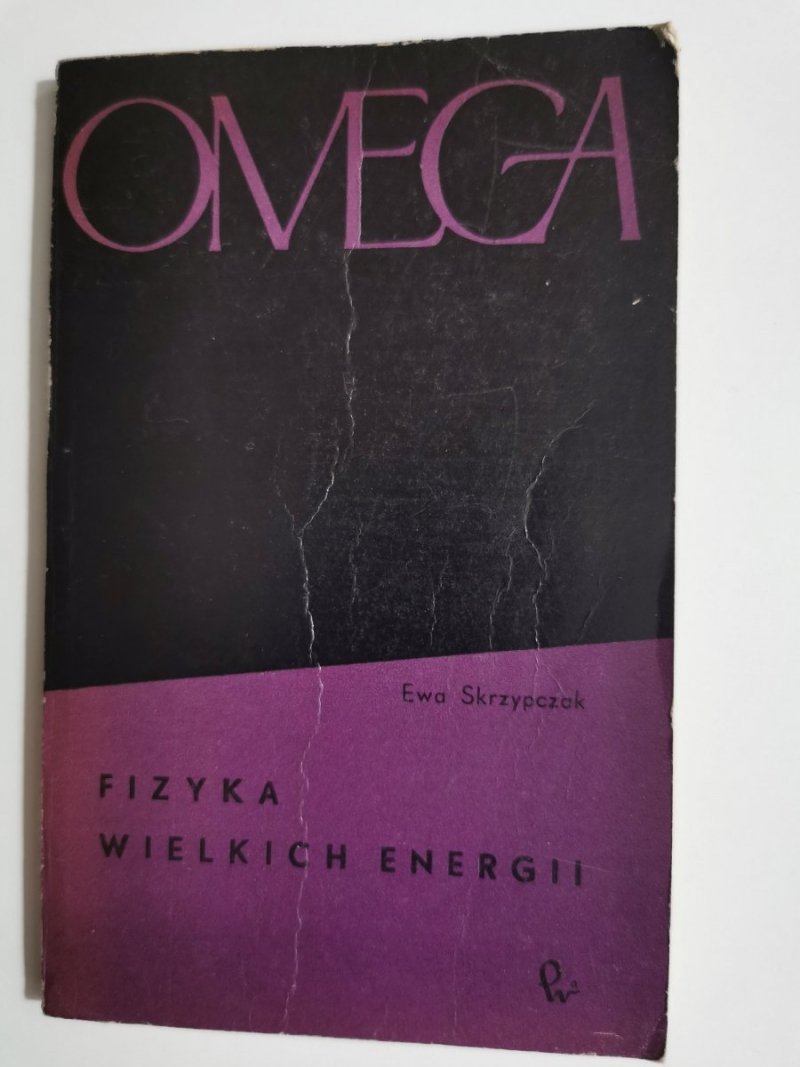 OMEGA
Ewa Skrzypczak
FIZYKA
WIELKICH ENERGII